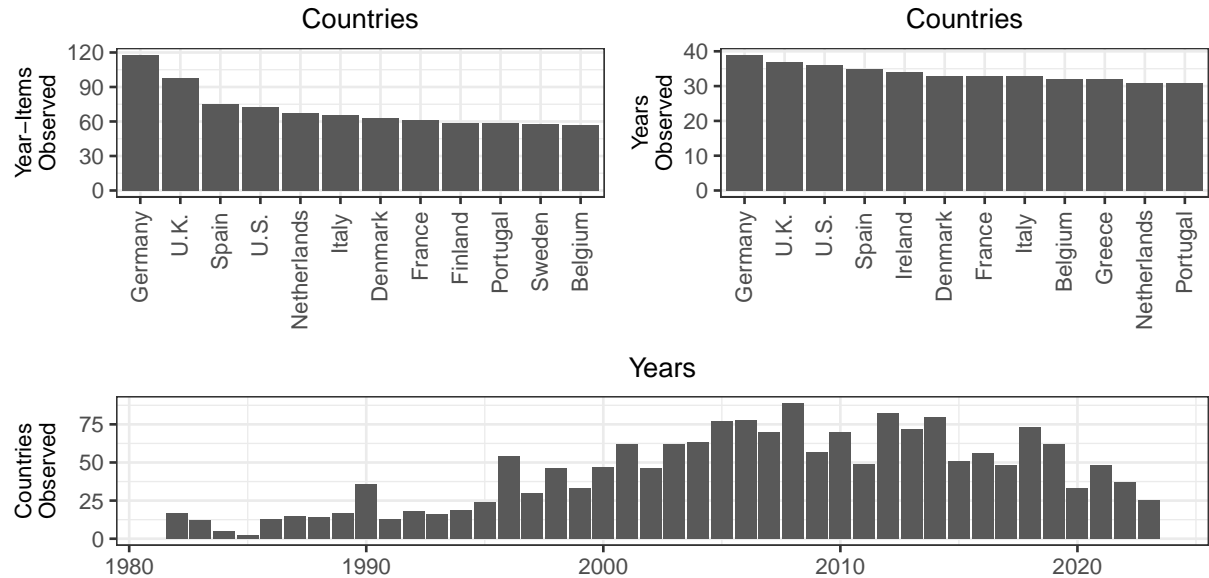 Countries
Year−Items
Observed
120
90
60
30
0
Germany
U.K.
Spain
U.S.
Netherlands
Italy
Denmark
France
Finland
Portugal
Sweden
Belgium
Countries
Years
Observed
40
30
20
10
0
Germany
U.K.
U.S.
Spain
Ireland
Denmark
France
Italy
Belgium
Greece
Netherlands
Portugal
Years
Countries
Observed
75
50
25
0
1980
1990
2000
2010
2020